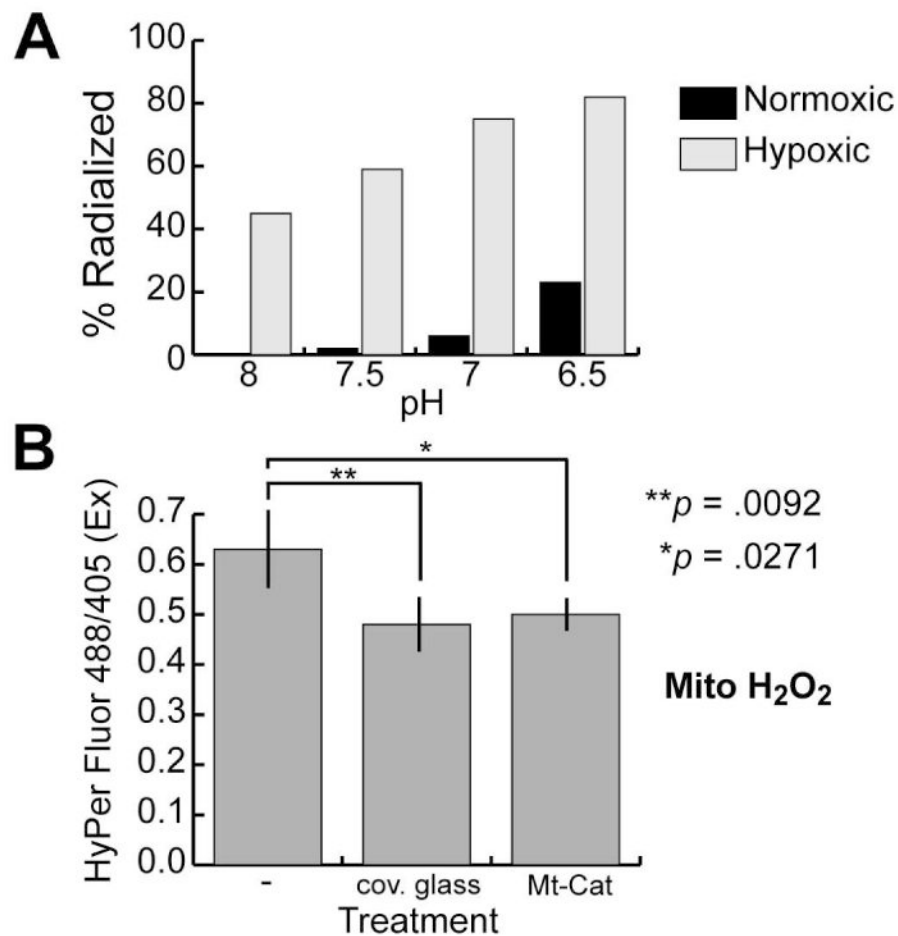 A
100
80
60
40
20
0
% Radialized
8 7.5 7 6.5
pH
Normoxic
Hypoxic
B
* 
**
**p = .0092
*p = .0271
HyPer Fluor 488/405 (Ex)
0.7
0.6
0.5
0.4
0.3
0.2
0.1
0.0
- cov. glass Mt-Cat
Treatment
Mito H₂O₂